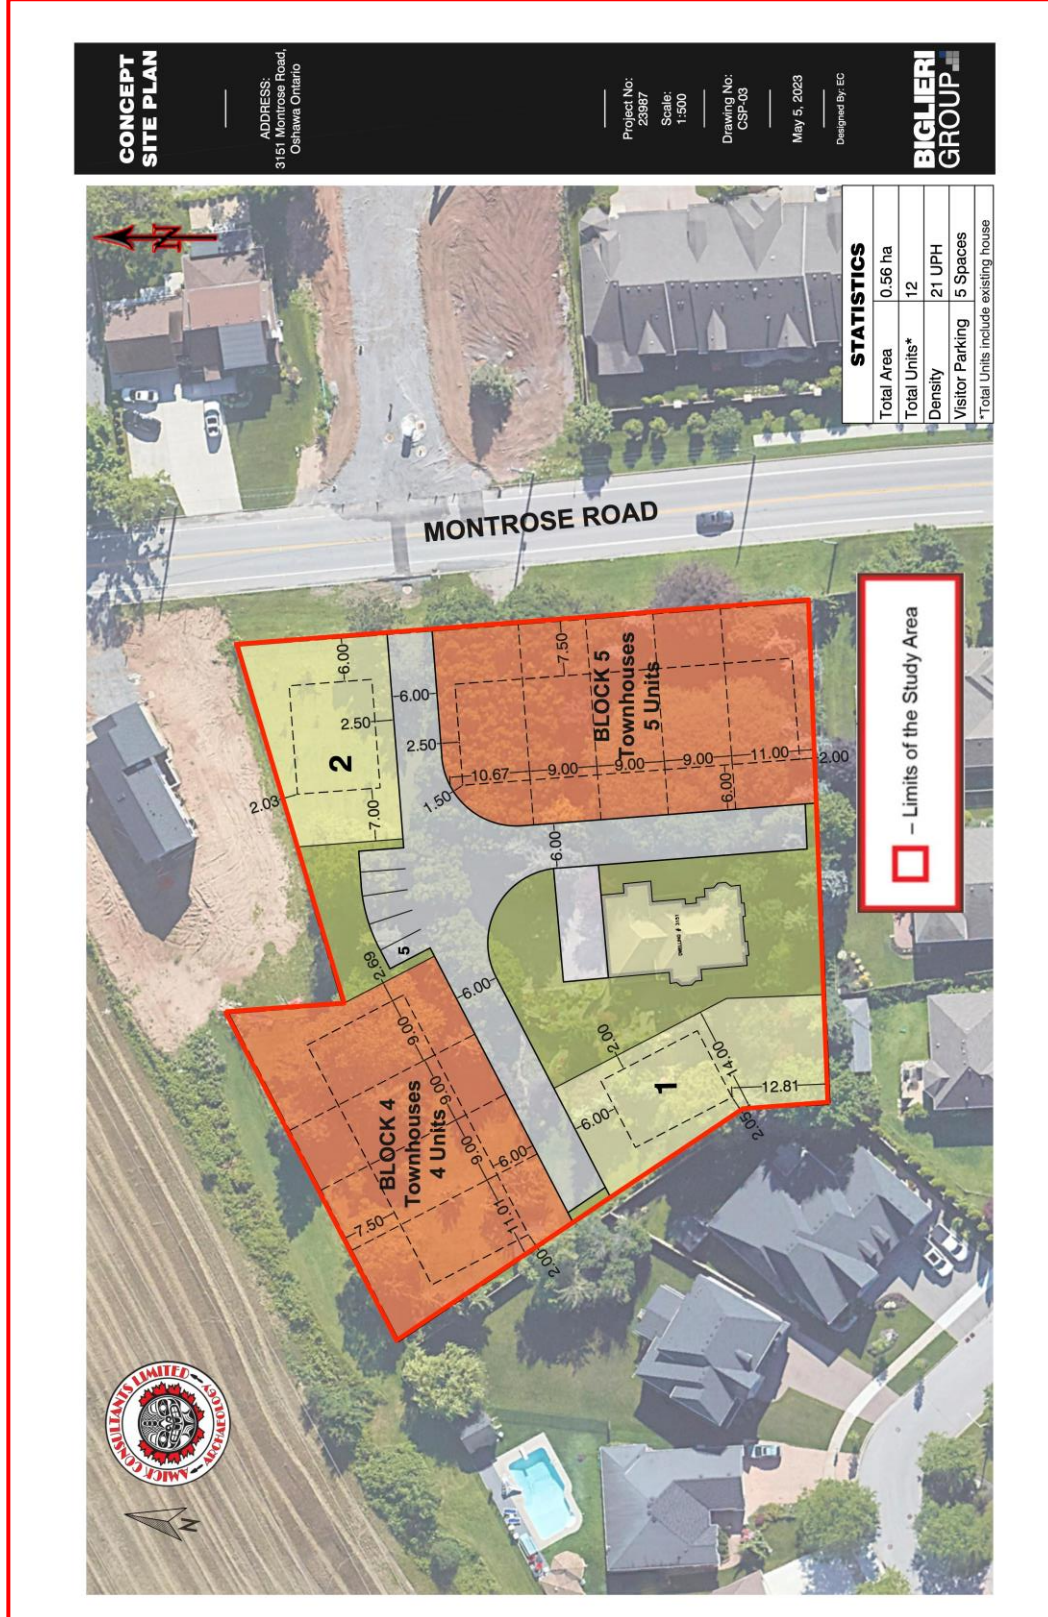 CONCEPT
SITE PLAN
ADDRESS:
3151 Montrose Road,
Oshawa Ontario
Project No:
23987
Scale:
1:500
Drawing No:
CSP-03
May 5, 2023
Designed By: EC
BIGLIERI
GROUP
N
STATISTICS
Total Area 0.56 ha
Total Units* 12
Density 21 UPH
Visitor Parking 5 Spaces
*Total Units include existing house
MONTROSE ROAD
– Limits of the Study Area
2
6.00
2.50
7.00
2.03
6.00
2.50
1.50
BLOCK 5
Townhouses
5 Units
7.50
10.67
9.00
9.00
9.00
11.00
2.00
6.00
6.00
5
2.69
6.00
DWELLING # 3151
BLOCK 4
Townhouses
4 Units
9.00
9.00
9.00
11.01
6.00
7.50
2.00
1
2.00
6.00
14.00
12.81
2.05
AMICK CONSULTANTS LIMITED
ARCHAEOLOGY
N